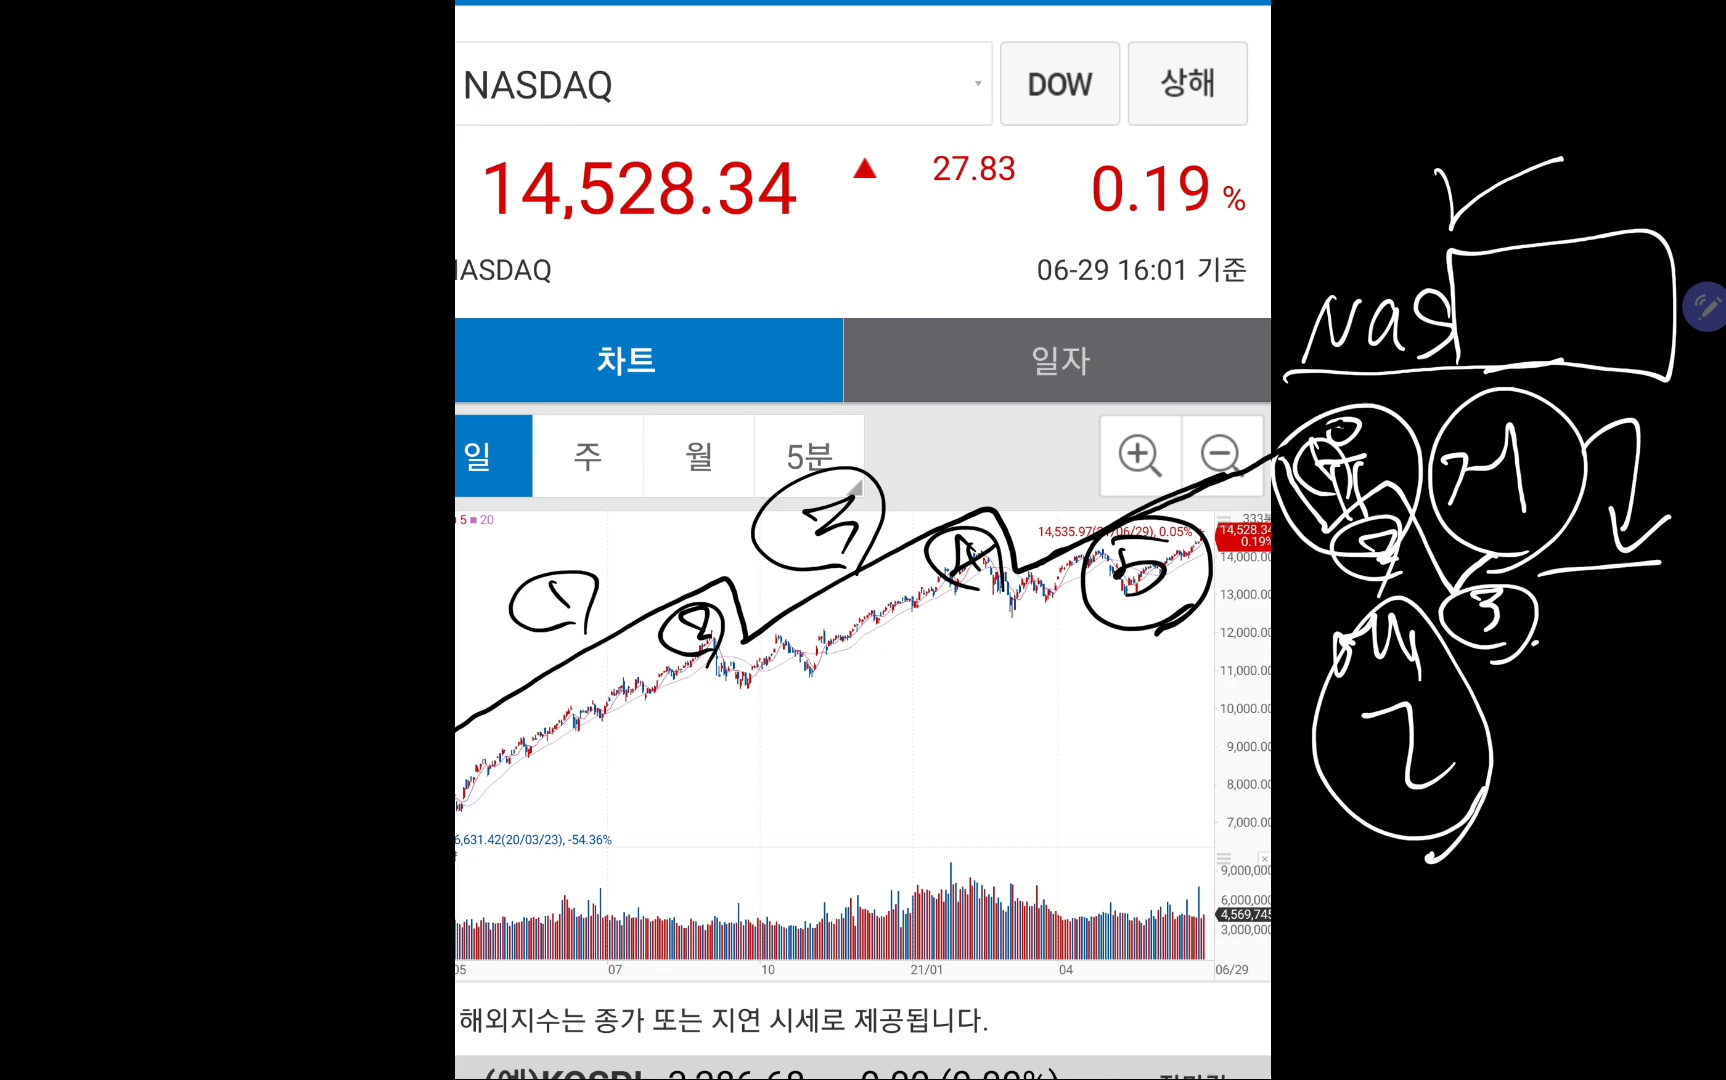 NASDAQ DOW 상해
14,528.34 ▲ 27.83 0.19 %
NASDAQ 06-29 16:01 기준
차트 일자
일 주 월 5분
5 ■ 20
14,535.97(21/06/29), 0.05%
14,528.34
0.19%
14,000.00
13,000.00
12,000.00
11,000.00
10,000.00
9,000.00
8,000.00
7,000.00
6,631.42(20/03/23), -54.36%
9,000,000
6,000,000
4,569,745
3,000,000
05 07 10 21/01 04 06/29
해외지수는 종가 또는 지연 시세로 제공됩니다.
1
2
3
4
5
Nas
3